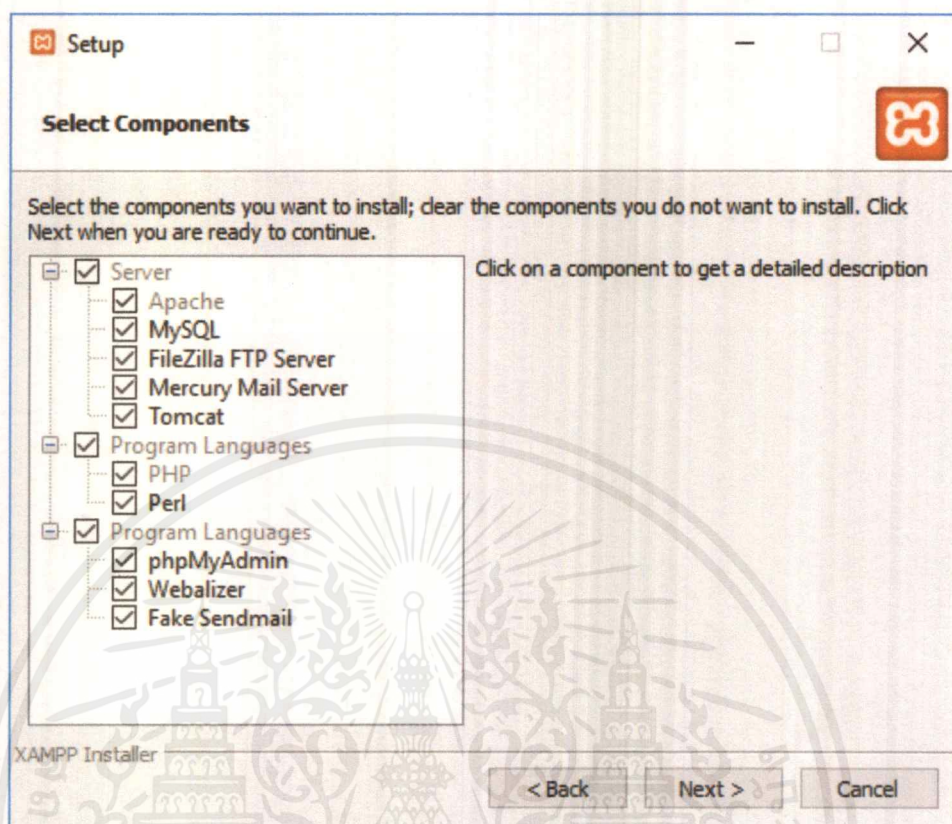 Setup
Select Components
Select the components you want to install; clear the components you do not want to install. Click
Next when you are ready to continue.
Server
Apache
MySQL
FileZilla FTP Server
Mercury Mail Server
Tomcat
Program Languages
PHP
Perl
Program Languages
phpMyAdmin
Webalizer
Fake Sendmail
Click on a component to get a detailed description
XAMPP Installer
< Back
Next >
Cancel